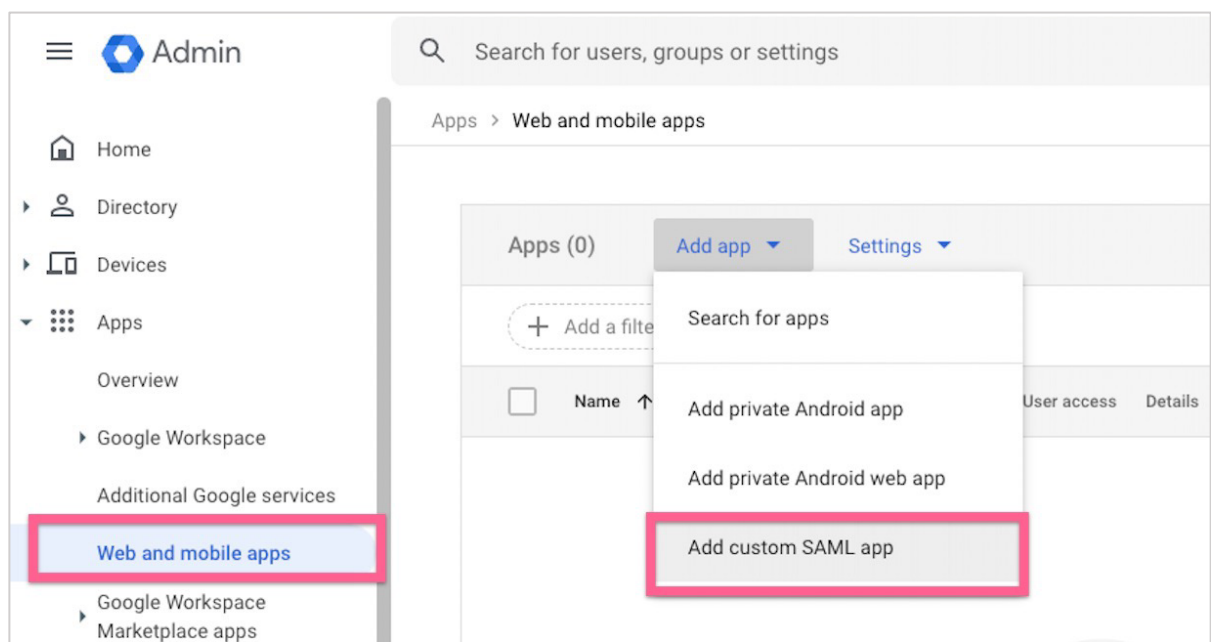 Admin
Search for users, groups or settings
Apps > Web and mobile apps
Home
Directory
Devices
Apps
Overview
Google Workspace
Additional Google services
Web and mobile apps
Google Workspace
Marketplace apps
Apps (0)
Add app
Settings
Add a filte
Name
User access
Details
Search for apps
Add private Android app
Add private Android web app
Add custom SAML app